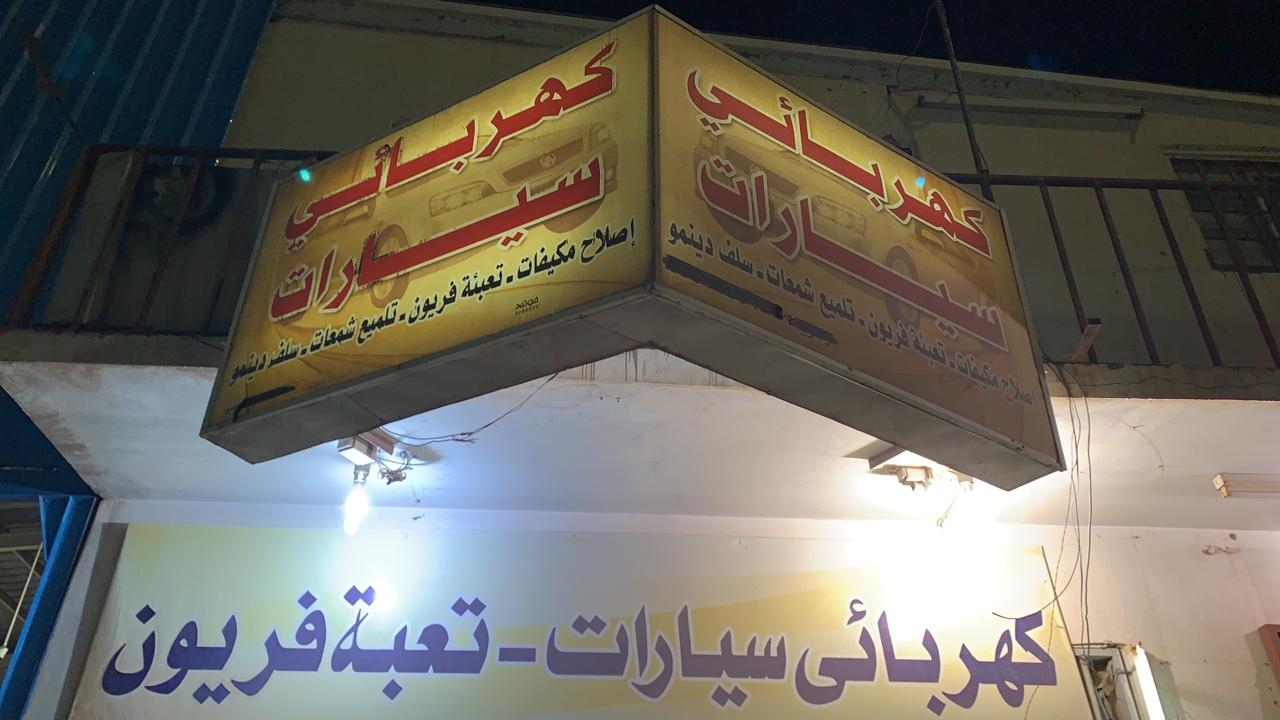 كهربائي
سيارات
إصلاح مكيفات - تعبئة فريون - تلميع شمعات - سلف دينمو
كهربائي
سيارات
إصلاح مكيفات - تعبئة فريون - تلميع شمعات - سلف دينمو
كهربائى سيارات - تعبة فريون